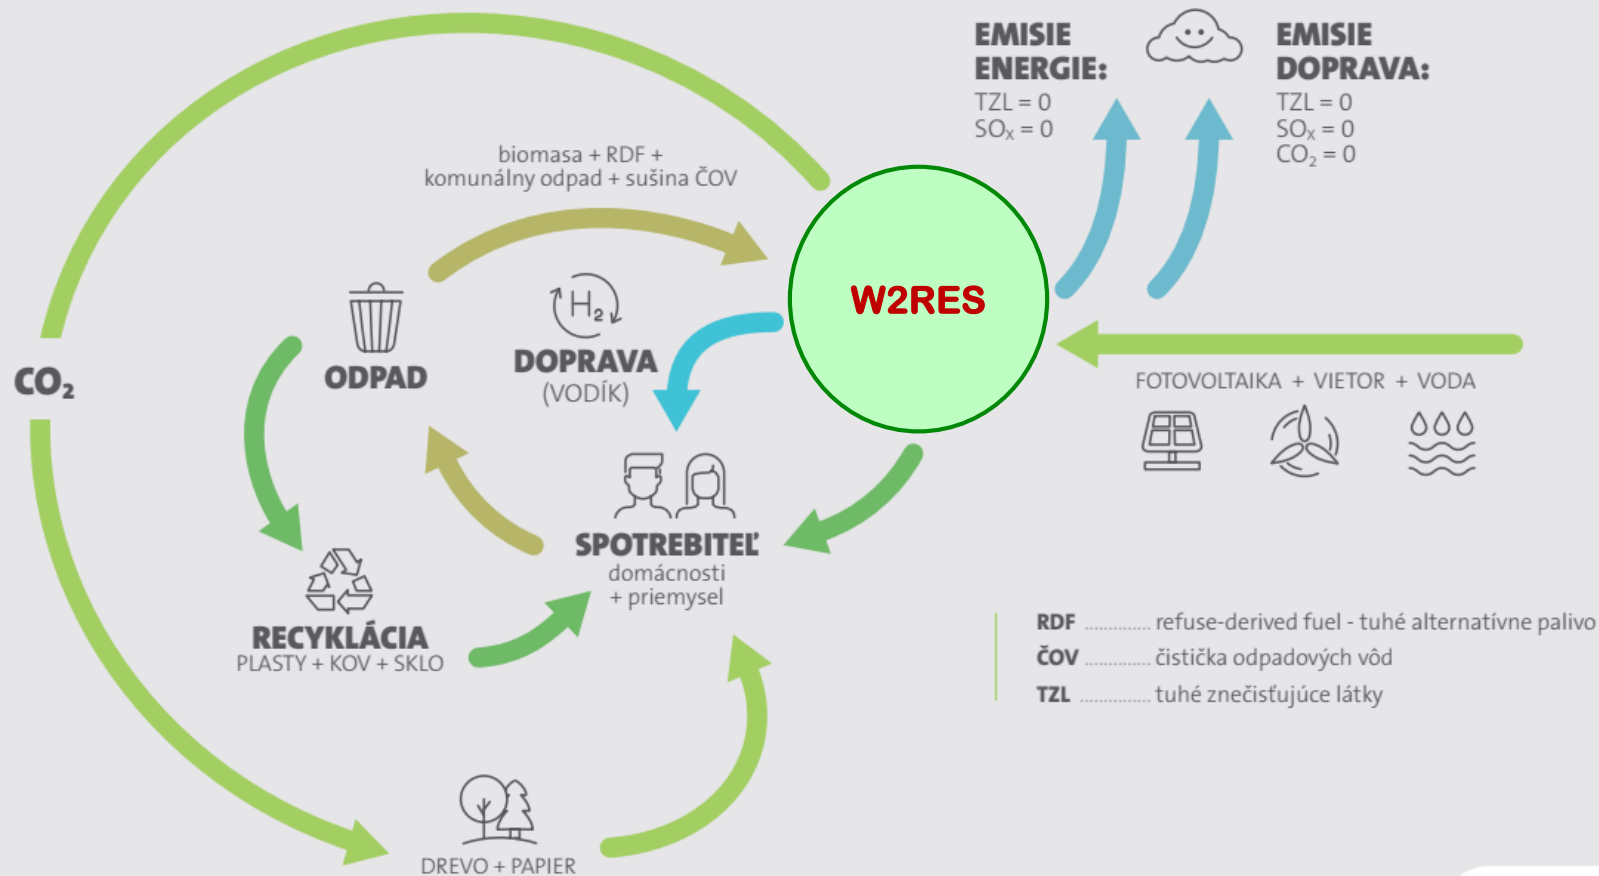 EMISIE
ENERGIE:
TZL = 0
SOₓ = 0
EMISIE
DOPRAVA:
TZL = 0
SOₓ = 0
CO₂ = 0
biomasa + RDF +
komunálny odpad + sušina ČOV
W2RES
H₂
DOPRAVA
(VODÍK)
ODPAD
CO₂
FOTOVOLTAIKA + VIETOR + VODA
SPOTREBITEĽ
domácnosti
+ priemysel
RECYKLÁCIA
PLASTY + KOV + SKLO
RDF ............. refuse-derived fuel - tuhé alternatívne palivo
ČOV ............. čistička odpadových vôd
TZL .............. tuhé znečisťujúce látky
DREVO + PAPIER